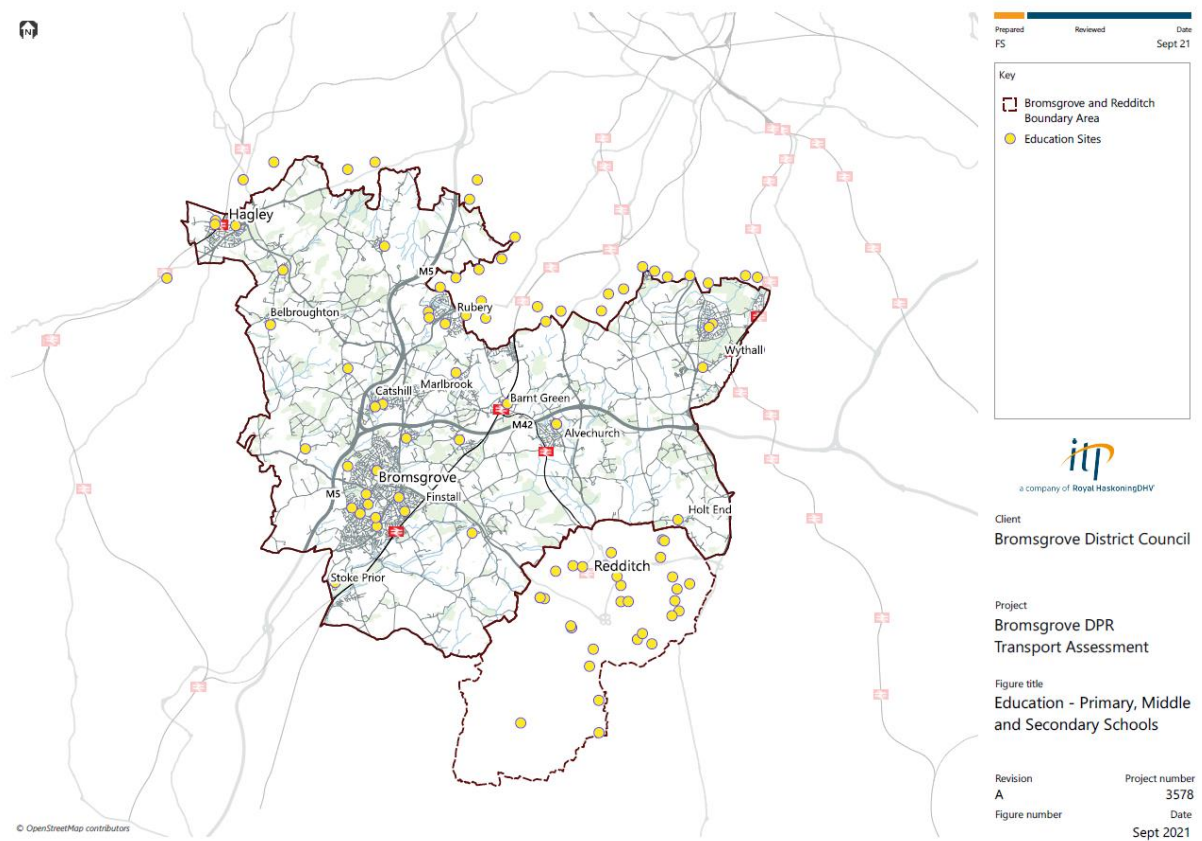 N
Hagley
M5
Rubery
Belbroughton
Wythall
Catshill
Marlbrook
Barnt Green
M42
Alvechurch
Bromsgrove
M5
Finstall
Holt End
Stoke Prior
Redditch
© OpenStreetMap contributors
Prepared Reviewed Date
FS Sept 21
Key
Bromsgrove and Redditch
Boundary Area
Education Sites
itp
a company of Royal HaskoningDHV
Client
Bromsgrove District Council
Project
Bromsgrove DPR
Transport Assessment
Figure title
Education - Primary, Middle
and Secondary Schools
Revision Project number
A 3578
Figure number Date
Sept 2021